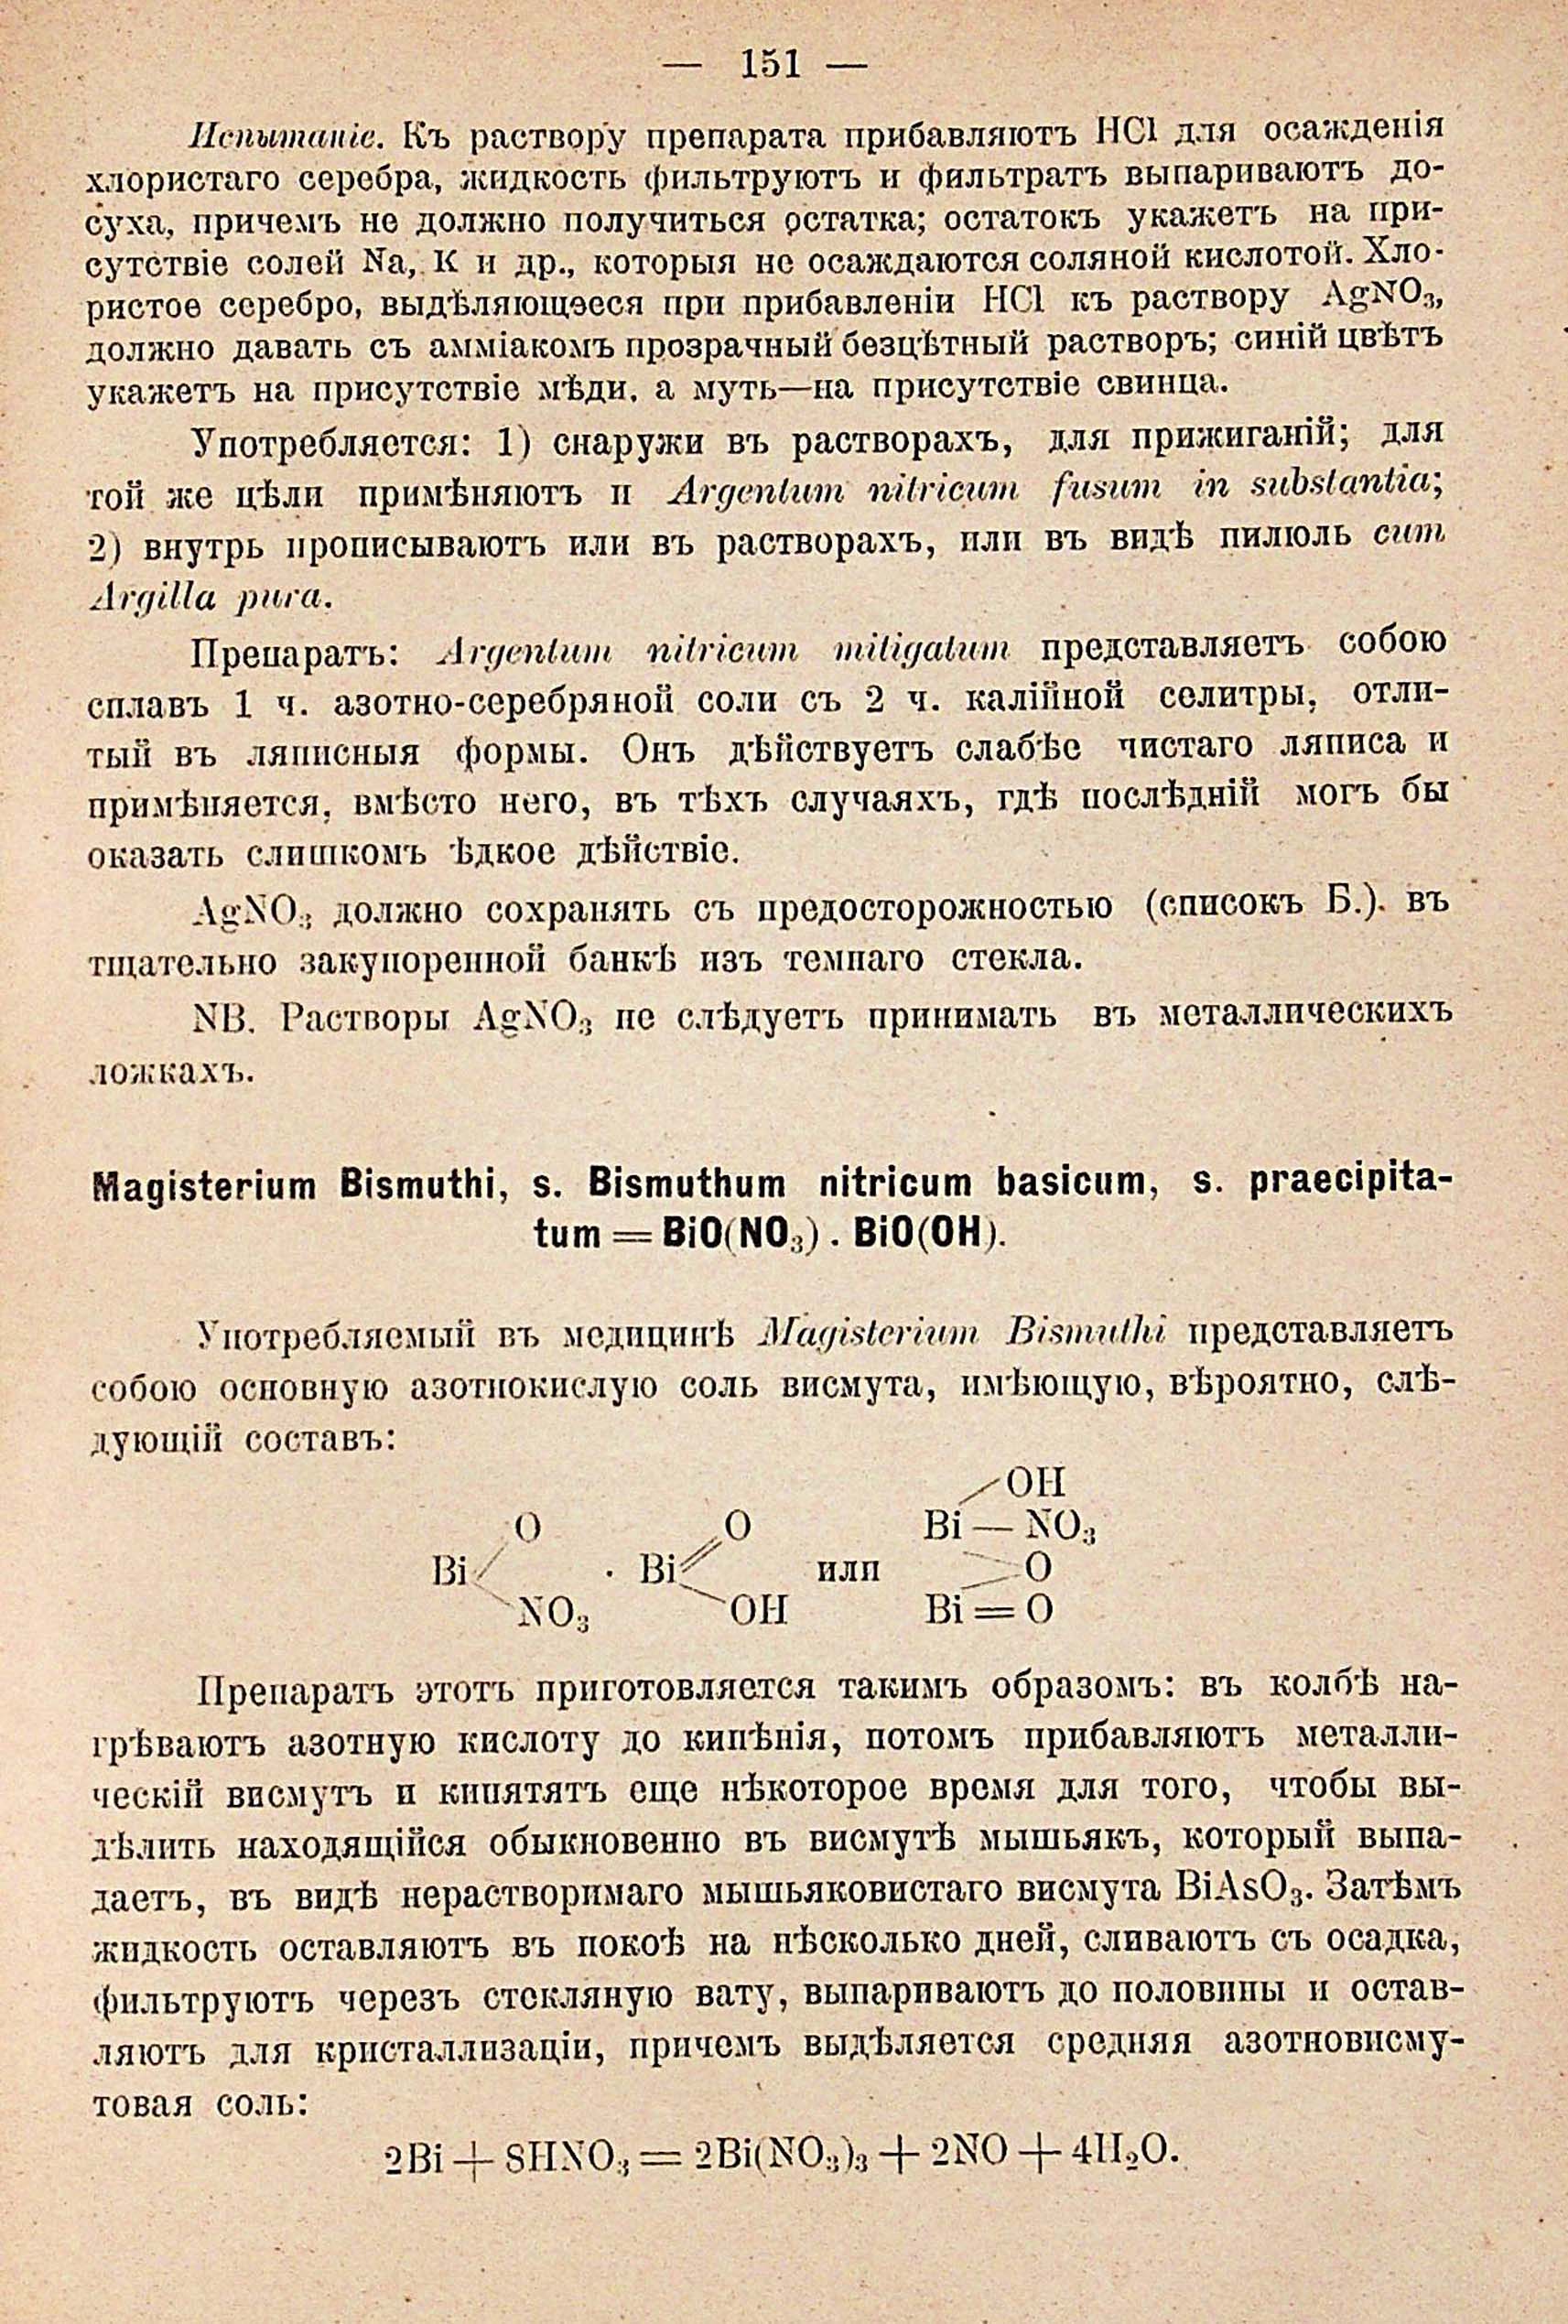 — 151 —
Испытаніе. Къ раствору препарата прибавляютъ HCl для осажденія
хлористаго серебра, жидкость фильтруютъ и фильтратъ выпариваютъ до-
суха, причемъ не должно получиться остатка; остатокъ укажетъ на при-
сутствіе солей Na, K и др., которыя не осаждаются соляной кислотой. Хло-
ристое серебро, выдѣляющееся при прибавленіи HCl къ раствору AgNO₃,
должно давать съ амміакомъ прозрачный безцѣтный растворъ; синій цвѣтъ
укажетъ на присутствіе мѣди, а муть—на присутствіе свинца.
Употребляется: 1) снаружи въ растворахъ, для прижиганій; для
той же цѣли примѣняютъ и Argentum nitricum fusum in substantia;
2) внутрь прописываютъ или въ растворахъ, или въ видѣ пилюль cum
Argilla pura.
Препаратъ: Argentum nitricum mitigatum представляетъ собою
сплавъ 1 ч. азотно-серебряной соли съ 2 ч. калійной селитры, отли-
тый въ ляписныя формы. Онъ дѣйствуетъ слабѣе чистаго ляписа и
примѣняется, вмѣсто него, въ тѣхъ случаяхъ, гдѣ послѣдній могъ бы
оказать слишкомъ ѣдкое дѣйствіе.
AgNO₃ должно сохранять съ предосторожностью (списокъ Б.). въ
тщательно закупоренной банкѣ изъ темнаго стекла.
NB. Растворы AgNO₃ не слѣдуетъ принимать въ металлическихъ
ложкахъ.
Magisterium Bismuthi, s. Bismuthum nitricum basicum, s. praecipita-
tum = BiO(NO₃) . BiO(OH).
Употребляемый въ медицинѣ Magisterium Bismuthi представляетъ
собою основную азотнокислую соль висмута, имѣющую, вѣроятно, слѣ-
дующій составъ:
OH
O O Bi — NO₃
Bi · Bi или O
NO₃ OH Bi = O
Препаратъ этотъ приготовляется такимъ образомъ: въ колбѣ на-
грѣваютъ азотную кислоту до кипѣнія, потомъ прибавляютъ металли-
ческій висмутъ и кипятятъ еще нѣкоторое время для того, чтобы вы-
дѣлить находящійся обыкновенно въ висмутѣ мышьякъ, который выпа-
даетъ, въ видѣ нерастворимаго мышьяковистаго висмута BiAsO₃. Затѣмъ
жидкость оставляютъ въ покоѣ на нѣсколько дней, сливаютъ съ осадка,
фильтруютъ черезъ стекляную вату, выпариваютъ до половины и остав-
ляютъ для кристаллизаціи, причемъ выдѣляется средняя азотновисму-
товая соль:
2Bi + 8HNO₃ = 2Bi(NO₃)₃ + 2NO + 4H₂O.